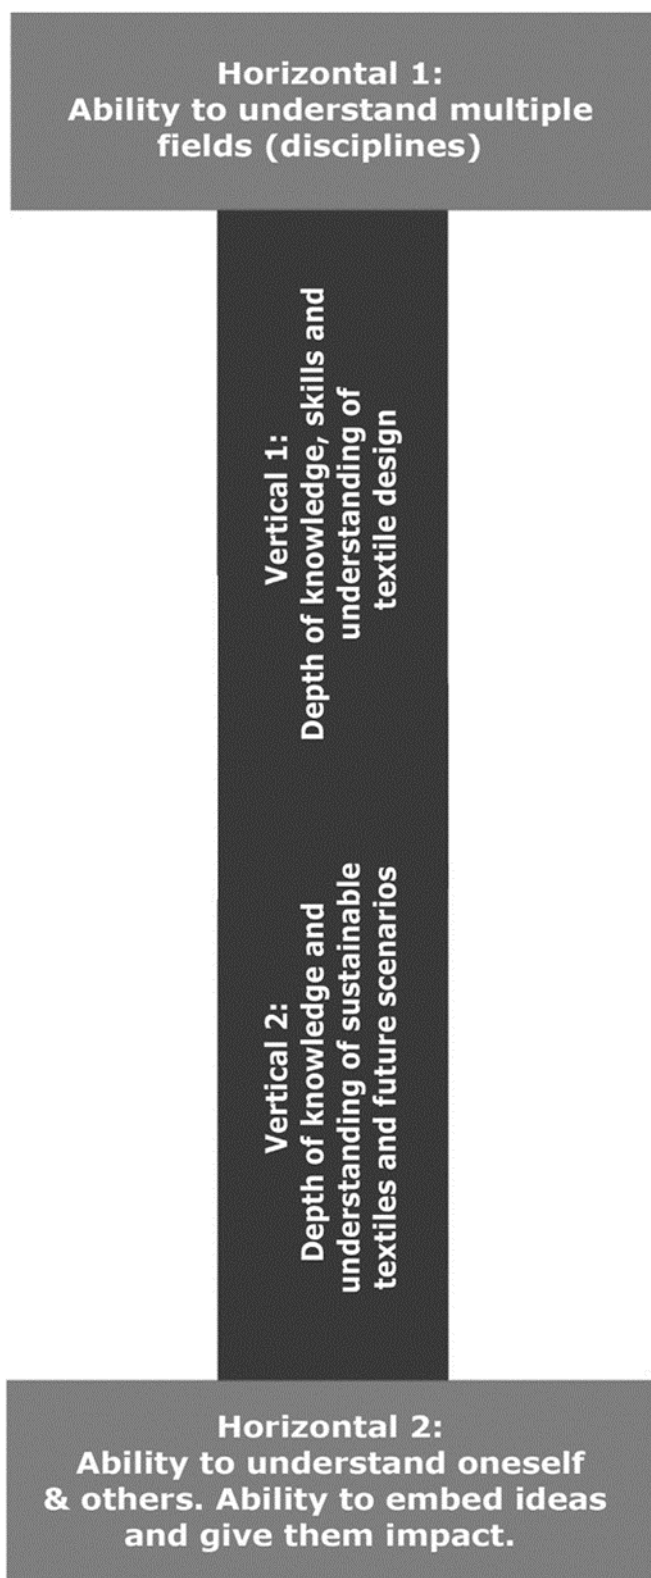 Horizontal 1:
Ability to understand multiple
fields (disciplines)
Vertical 1:
Depth of knowledge, skills and
understanding of
textile design
Vertical 2:
Depth of knowledge and
understanding of sustainable
textiles and future scenarios
Horizontal 2:
Ability to understand oneself
& others. Ability to embed ideas
and give them impact.